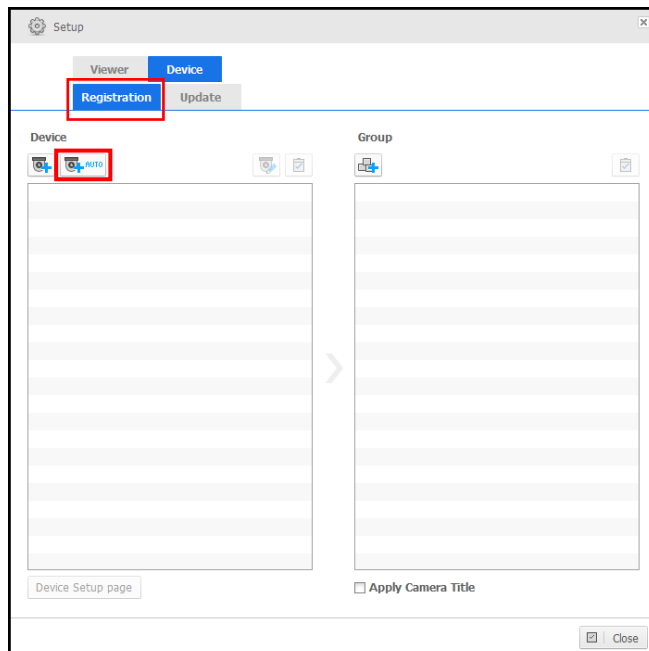 Setup
Viewer Device
Registration Update
Device Group
AUTO
Device Setup page Apply Camera Title
Close